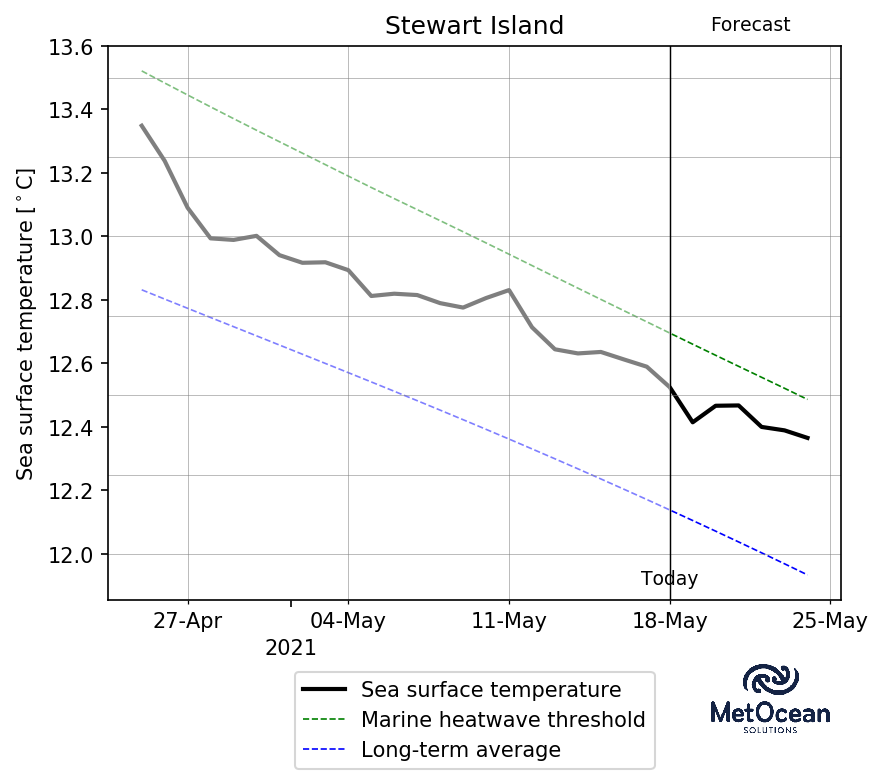 Stewart Island
Forecast
13.6
13.4
13.2
13.0
12.8
12.6
12.4
12.2
12.0
Sea surface temperature [°C]
Today
27-Apr 04-May 11-May 18-May 25-May
2021
Sea surface temperature
Marine heatwave threshold
Long-term average
MetOcean
SOLUTIONS